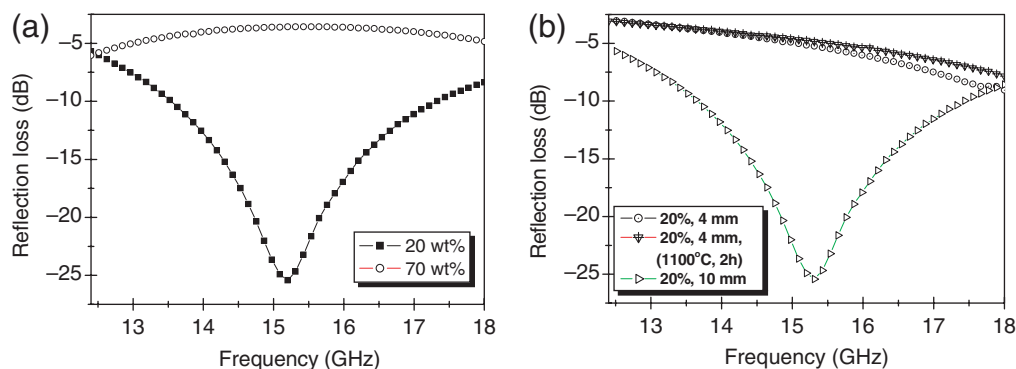 (a)
−5
−10
−15
−20
−25
Reflection loss (dB)
20 wt%
70 wt%
13 14 15 16 17 18
Frequency (GHz)
(b)
−5
−10
−15
−20
−25
Reflection loss (dB)
20%, 4 mm
20%, 4 mm,
(1100°C, 2h)
20%, 10 mm
13 14 15 16 17 18
Frequency (GHz)